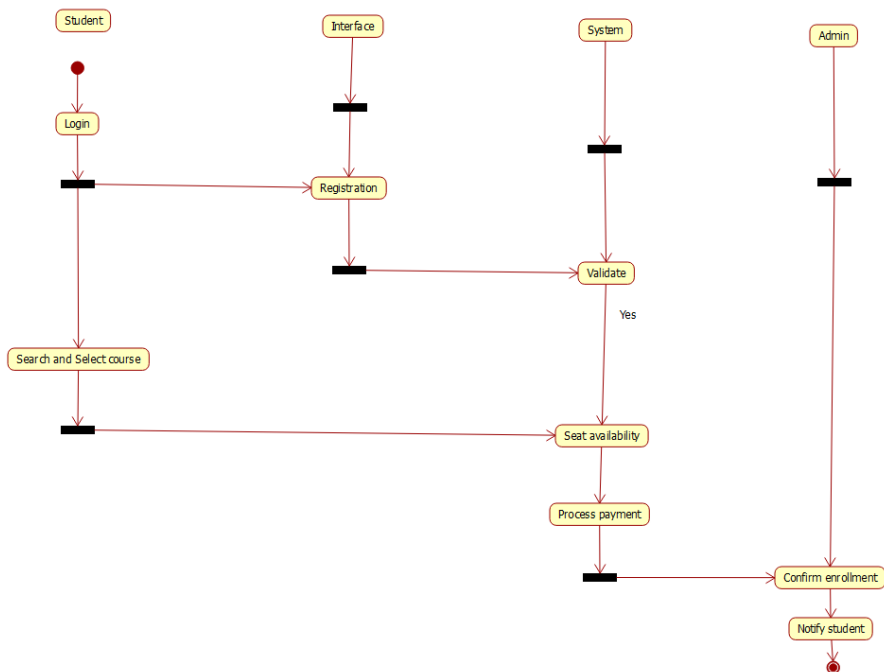 Student
Interface
System
Admin
Login
Registration
Validate
Yes
Search and Select course
Seat availability
Process payment
Confirm enrollment
Notify student